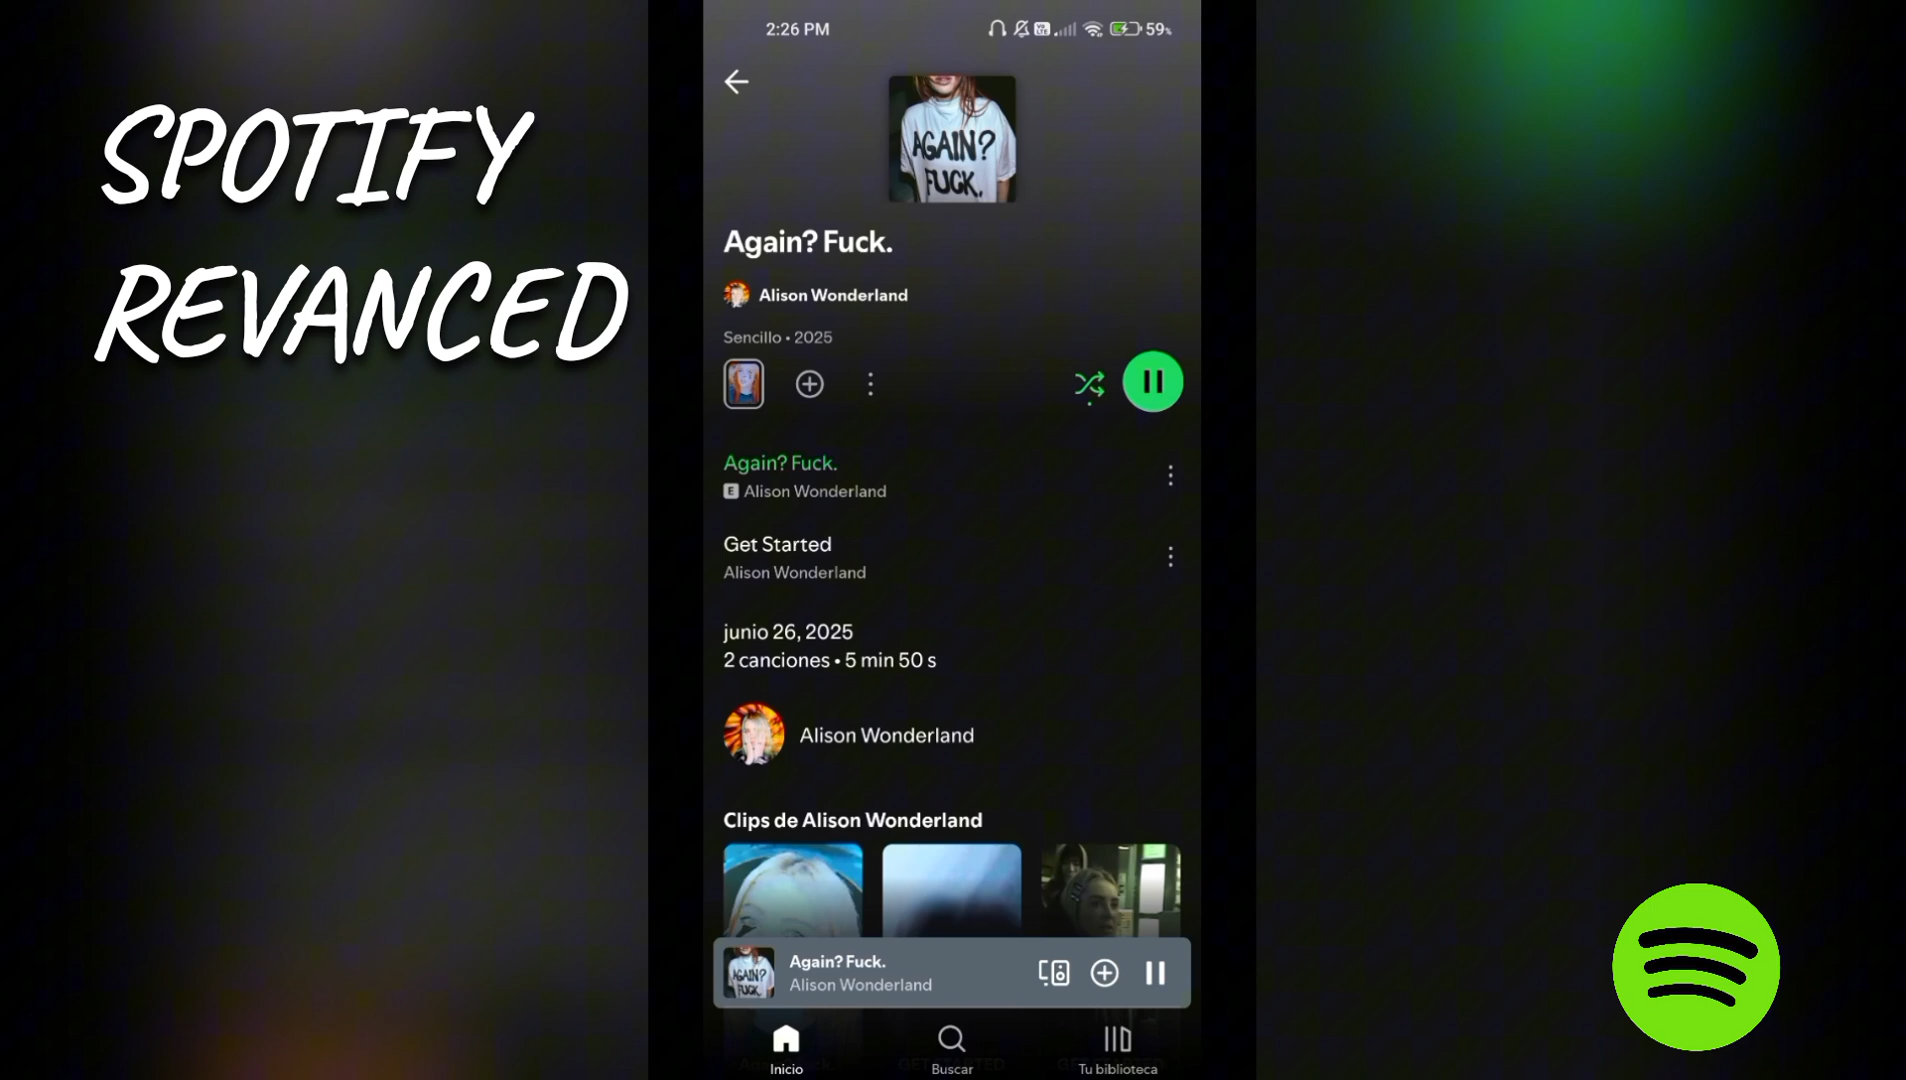 SPOTIFY
REVANCED
2:26 PM
59%
AGAIN?
FUCK.
Again? Fuck.
Alison Wonderland
Sencillo • 2025
Again? Fuck.
E Alison Wonderland
Get Started
Alison Wonderland
junio 26, 2025
2 canciones • 5 min 50 s
Alison Wonderland
Clips de Alison Wonderland
AGAIN?
FUCK.
Again? Fuck.
Alison Wonderland
Inicio
Buscar
Tu biblioteca